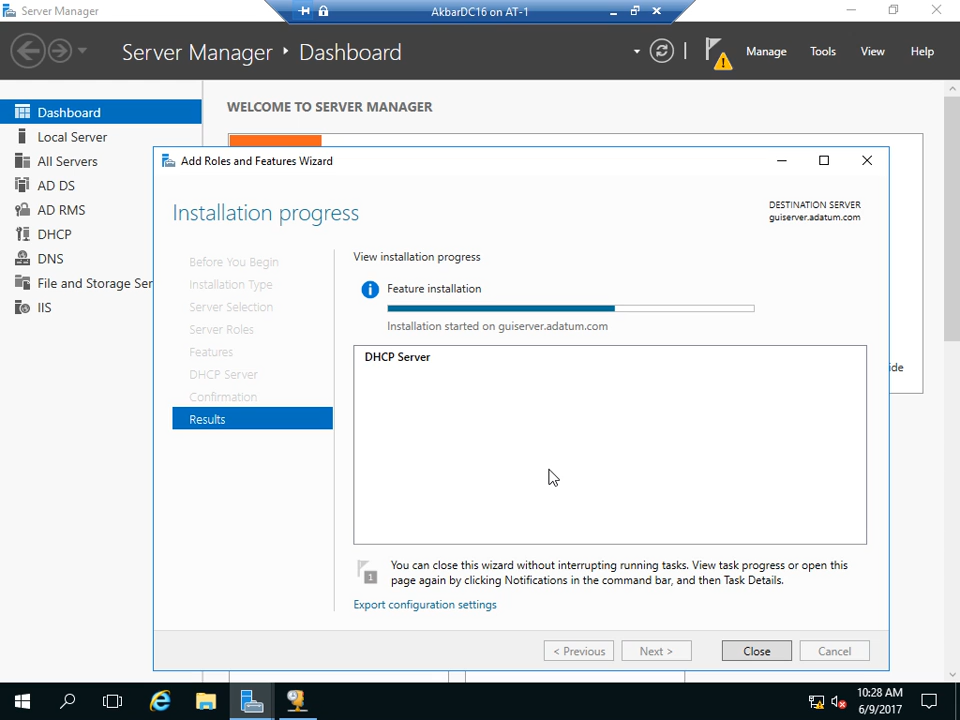 Server Manager
AkbarDC16 on AT-1
Server Manager ‣ Dashboard
Manage
Tools
View
Help
Dashboard
Local Server
All Servers
AD DS
AD RMS
DHCP
DNS
File and Storage Ser
IIS
WELCOME TO SERVER MANAGER
Add Roles and Features Wizard
Installation progress
DESTINATION SERVER
guiserver.adatum.com
Before You Begin
Installation Type
Server Selection
Server Roles
Features
DHCP Server
Confirmation
Results
View installation progress
Feature installation
Installation started on guiserver.adatum.com
DHCP Server
ide
1
You can close this wizard without interrupting running tasks. View task progress or open this
page again by clicking Notifications in the command bar, and then Task Details.
Export configuration settings
< Previous
Next >
Close
Cancel
10:28 AM
6/9/2017